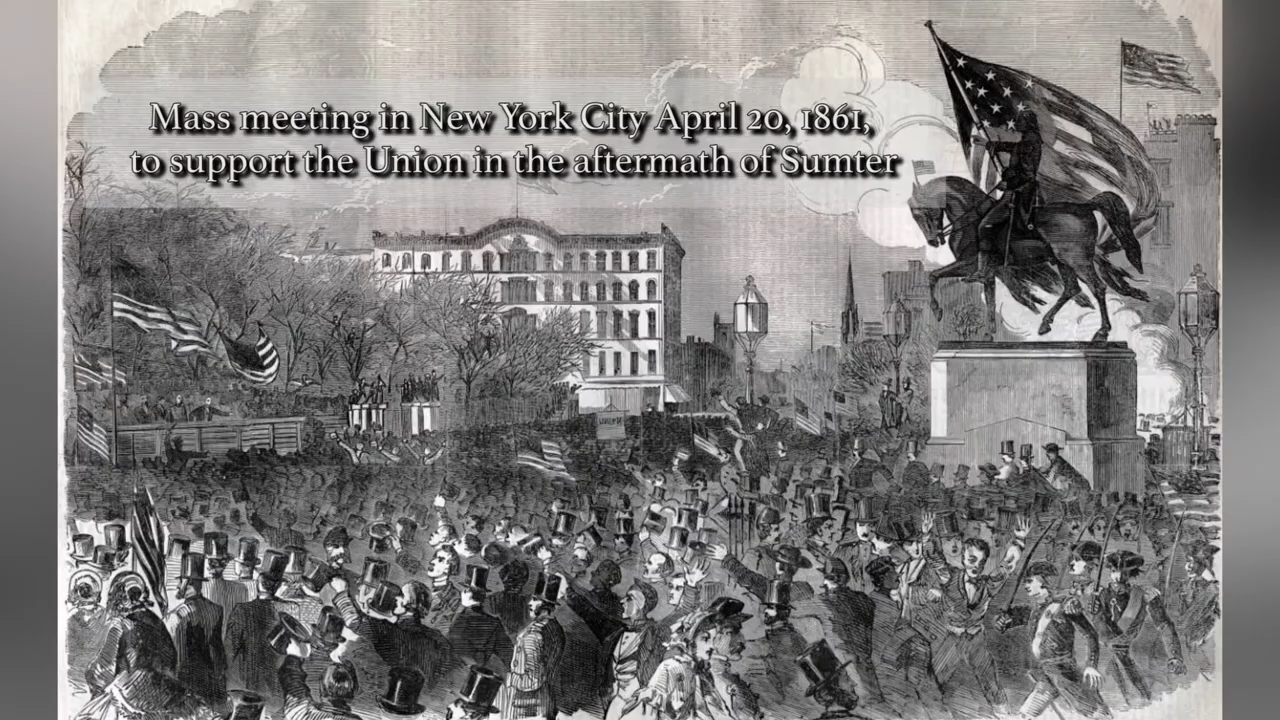 Mass meeting in New York City April 20, 1861,
to support the Union in the aftermath of Sumter